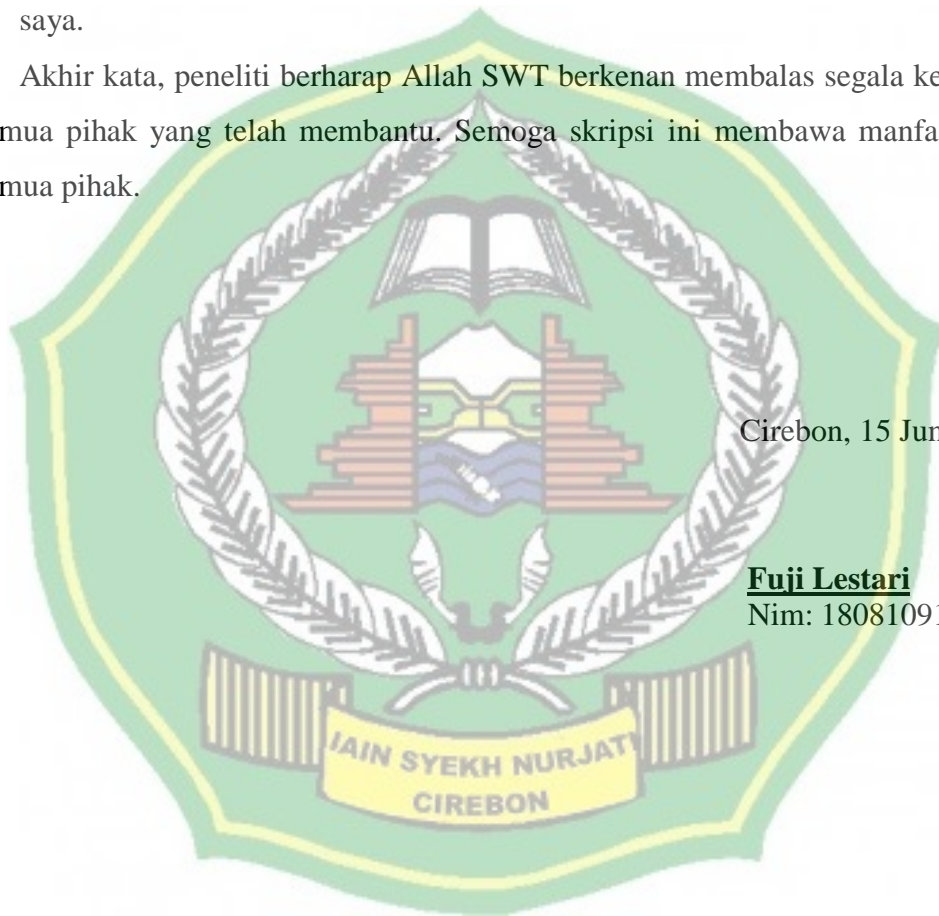 saya.
Akhir kata, peneliti berharap Allah SWT berkenan membalas segala ke
mua pihak yang telah membantu. Semoga skripsi ini membawa manfa
mua pihak.
Cirebon, 15 Jun
Fuji Lestari
Nim: 18081091
IAIN SYEKH NURJATI
CIREBON